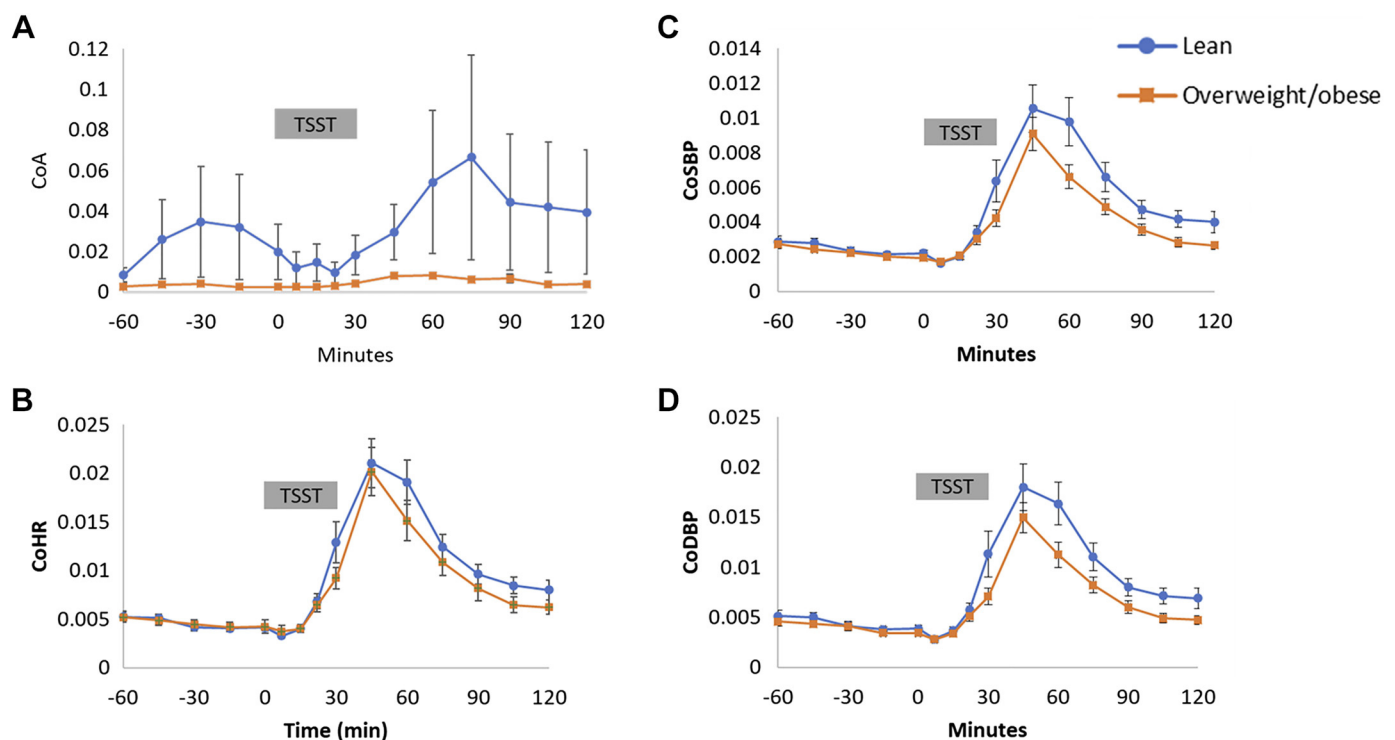 A
0.12
0.1
0.08
0.06
0.04
0.02
0
CoA
TSST
-60 -30 0 30 60 90 120
Minutes
C
0.014
0.012
0.01
0.008
0.006
0.004
0.002
0
CoSBP
TSST
-60 -30 0 30 60 90 120
Minutes
Lean
Overweight/obese
B
0.025
0.02
0.015
0.01
0.005
0
CoHR
TSST
-60 -30 0 30 60 90 120
Time (min)
D
0.025
0.02
0.015
0.01
0.005
0
CoDBP
TSST
-60 -30 0 30 60 90 120
Minutes